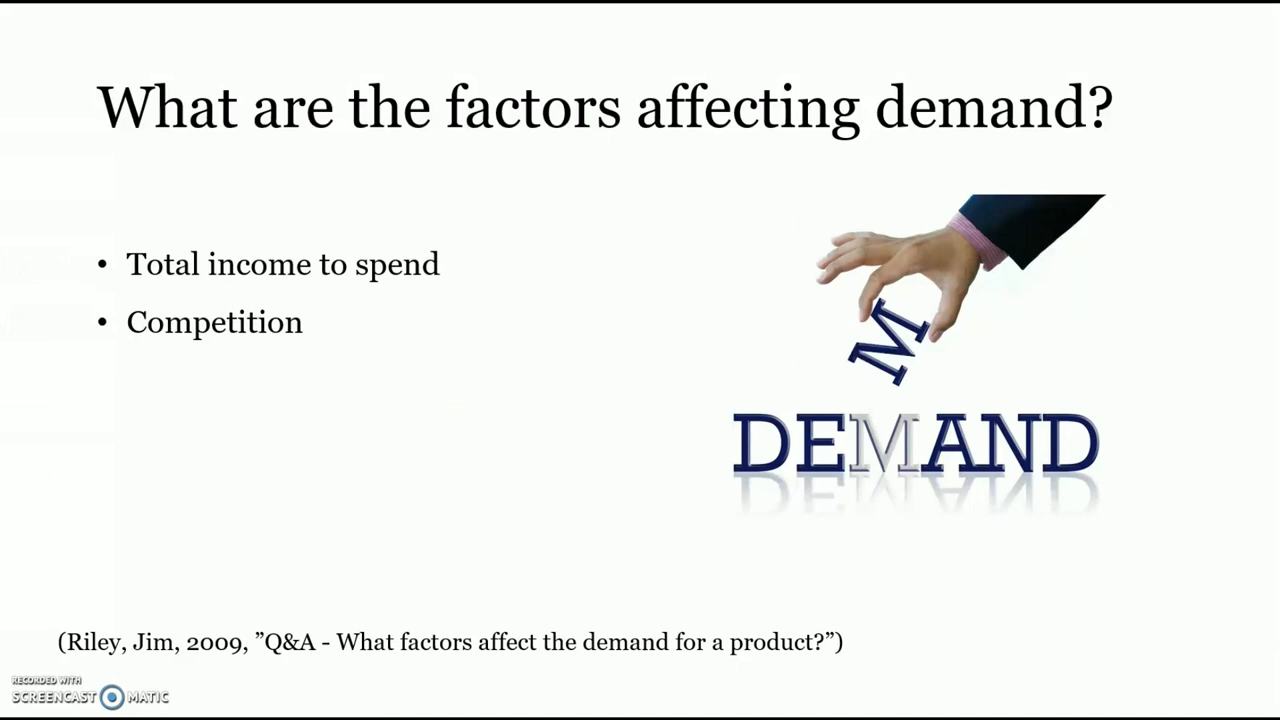 What are the factors affecting demand?
• Total income to spend
• Competition
M
DEMAND
(Riley, Jim, 2009, ”Q&A - What factors affect the demand for a product?”)
RECORDED WITH
SCREENCAST MATIC